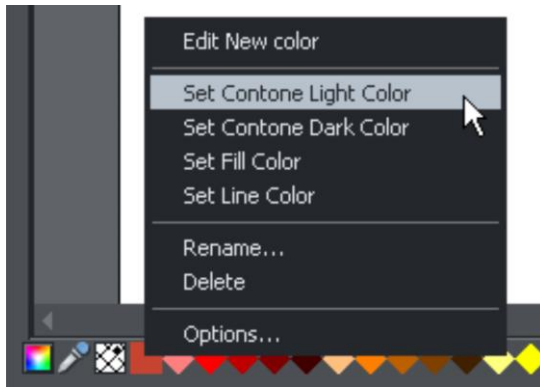 Edit New color
Set Contone Light Color
Set Contone Dark Color
Set Fill Color
Set Line Color
Rename...
Delete
Options...